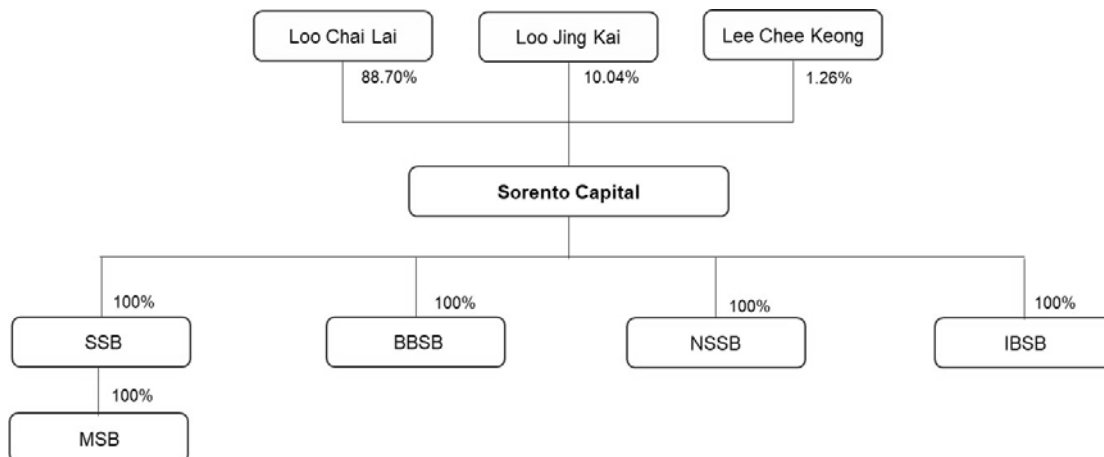 Loo Chai Lai
Loo Jing Kai
Lee Chee Keong
88.70%
10.04%
1.26%
Sorento Capital
100%
100%
100%
100%
SSB
BBSB
NSSB
IBSB
100%
MSB